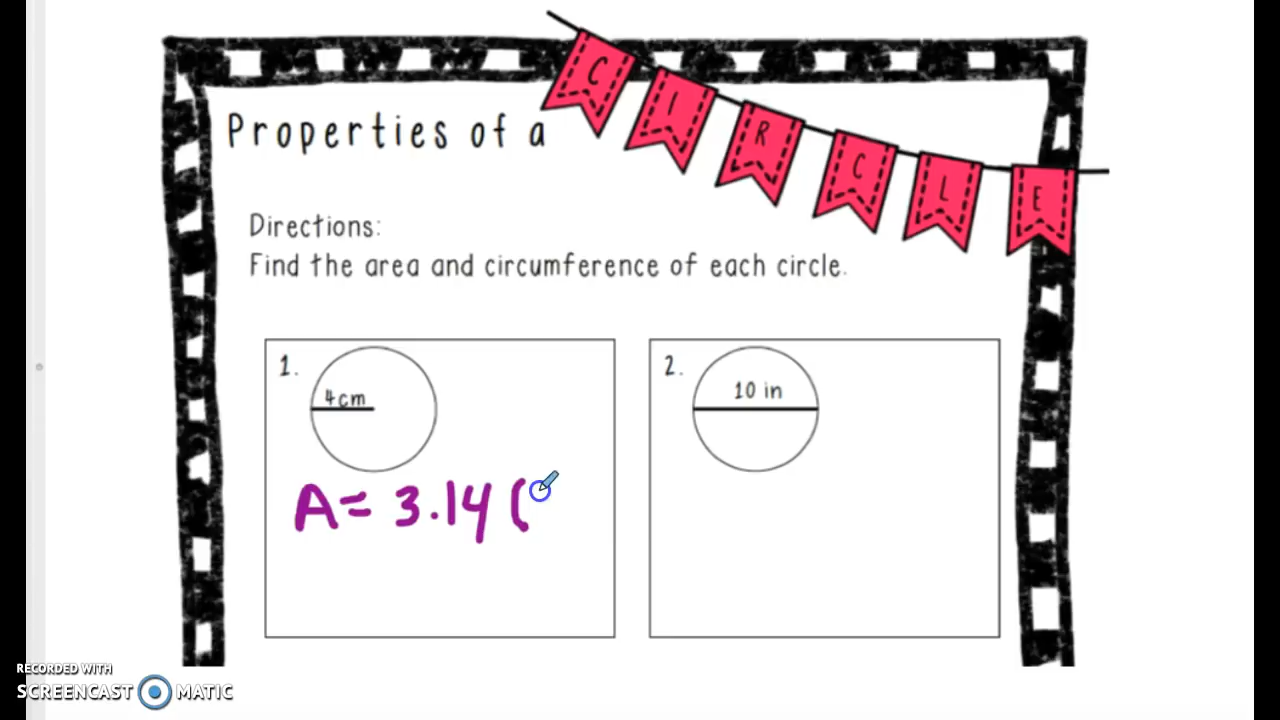 Properties of a CIRCLE
Directions:
Find the area and circumference of each circle.
1.
4cm
A = 3.14 (
2.
10 in
RECORDED WITH
SCREENCAST MATIC